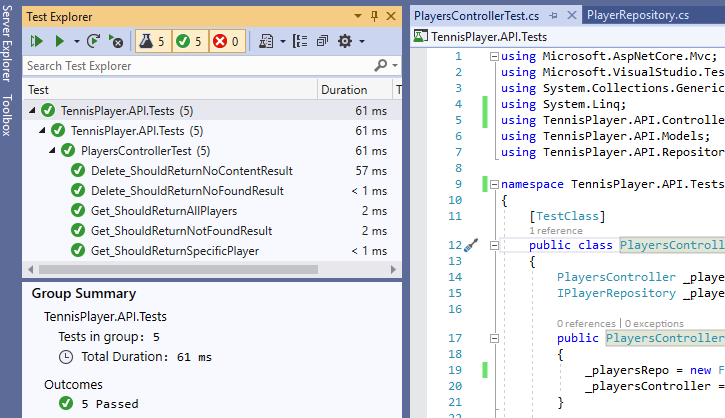 Server Explorer
Toolbox
Test Explorer
5
5
0
Search Test Explorer
Test
Duration
T
TennisPlayer.API.Tests (5)
61 ms
TennisPlayer.API.Tests (5)
61 ms
PlayersControllerTest (5)
61 ms
Delete_ShouldReturnNoContentResult
57 ms
Delete_ShouldReturnNoFoundResult
< 1 ms
Get_ShouldReturnAllPlayers
2 ms
Get_ShouldReturnNotFoundResult
2 ms
Get_ShouldReturnSpecificPlayer
< 1 ms
Group Summary
TennisPlayer.API.Tests
Tests in group: 5
Total Duration: 61 ms
Outcomes
5 Passed
PlayersControllerTest.cs
PlayerRepository.cs
TennisPlayer.API.Tests
1 using Microsoft.AspNetCore.Mvc;
2 using Microsoft.VisualStudio.Tes
3 using System.Collections.Generic
4 using System.Linq;
5 using TennisPlayer.API.Controlle
6 using TennisPlayer.API.Models;
7 using TennisPlayer.API.Repositor
8
9 namespace TennisPlayer.API.Tests
10 {
11 [TestClass]
1 reference
12 public class PlayersControll
13 {
14 PlayersController _playe
15 IPlayerRepository _playe
16
0 references | 0 exceptions
17 public PlayersController
18 {
19 _playersRepo = new F
20 _playersController =
21 }
22